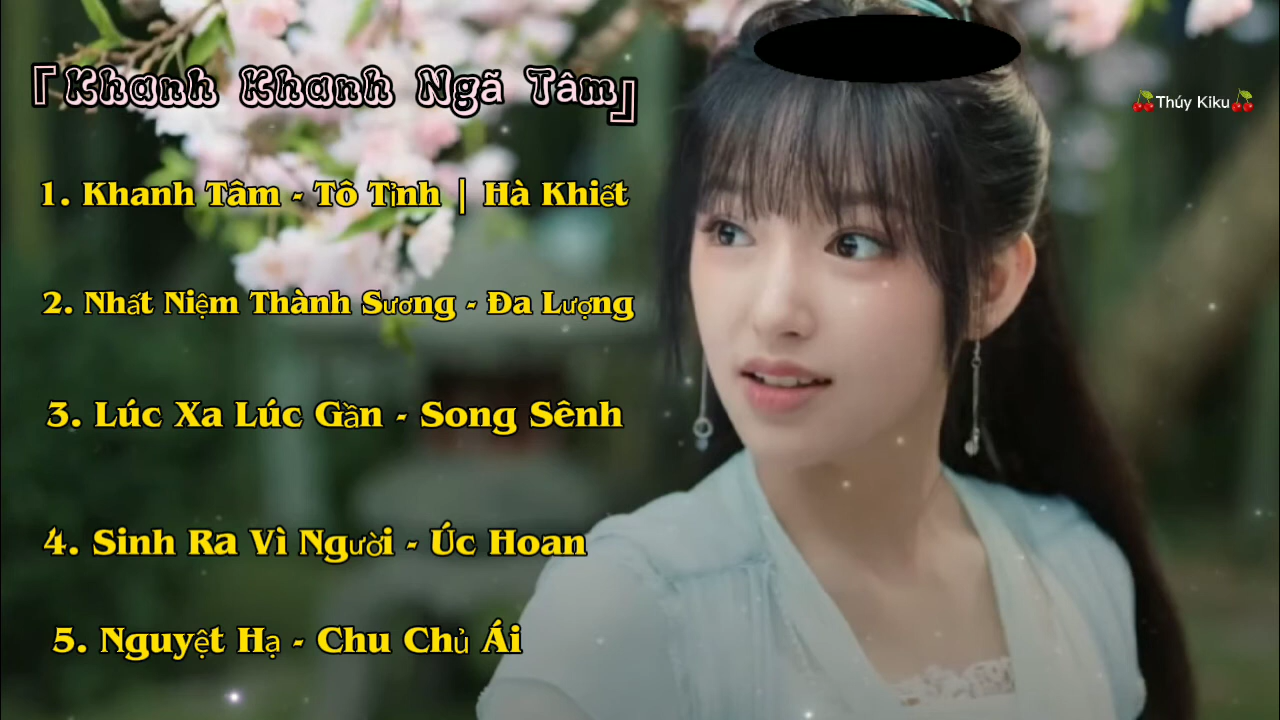 「Khanh Khanh Ngã Tâm」
🍒Thúy Kiku🍒
1. Khanh Tâm - Tô Tỉnh | Hà Khiết
2. Nhất Niệm Thành Sương - Đa Lượng
3. Lúc Xa Lúc Gần - Song Sênh
4. Sinh Ra Vì Người - Úc Hoan
5. Nguyệt Hạ - Chu Chủ Ái